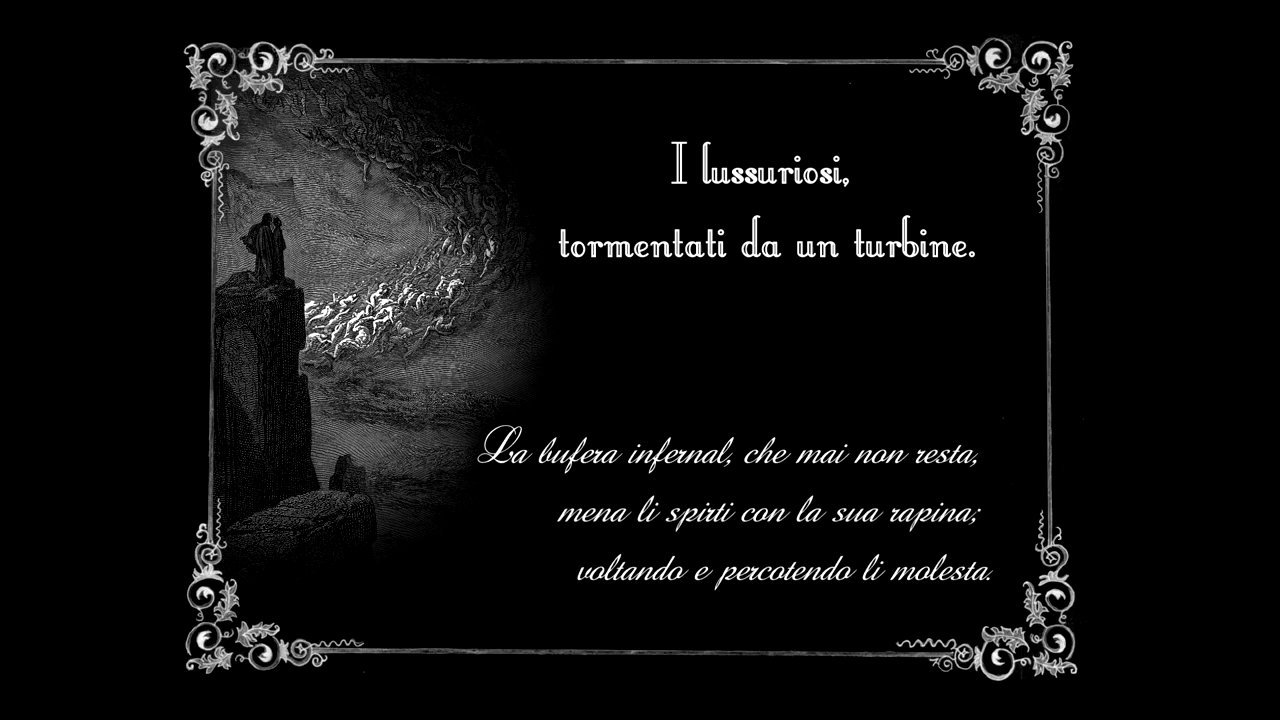 I lussuriosi,
tormentati da un turbine.
La bufera infernal, che mai non resta,
mena li spirti con la sua rapina;
voltando e percotendo li molesta.